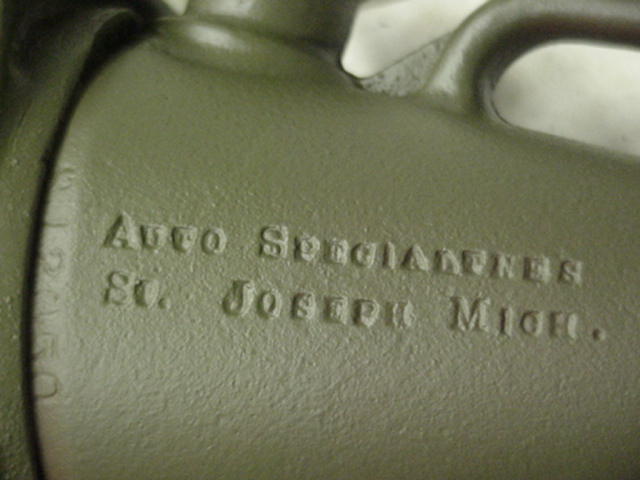 AUTO SPECIALTIES
ST. JOSEPH MICH.